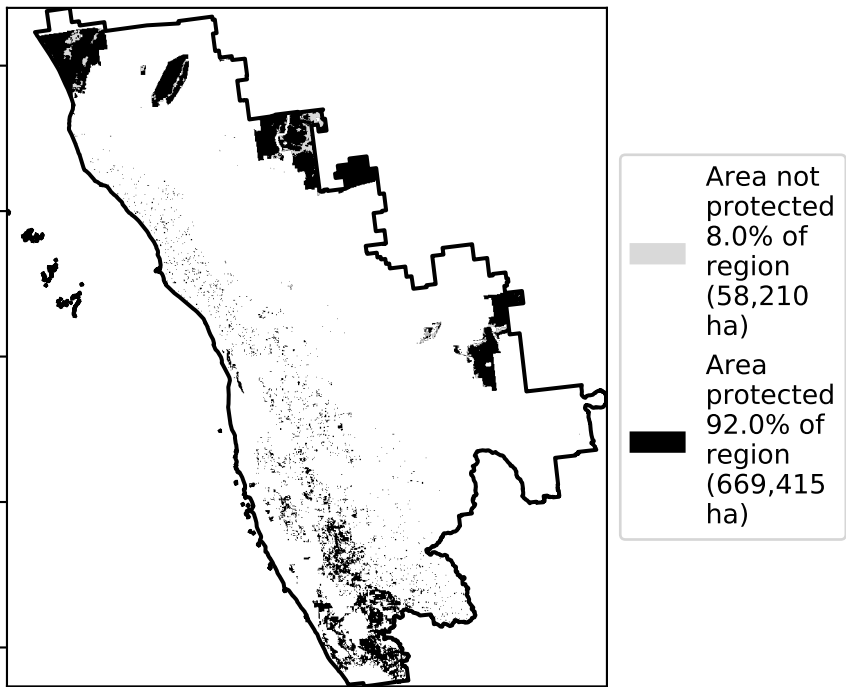 Area not
protected
8.0% of
region
(58,210
ha)
Area
protected
92.0% of
region
(669,415
ha)